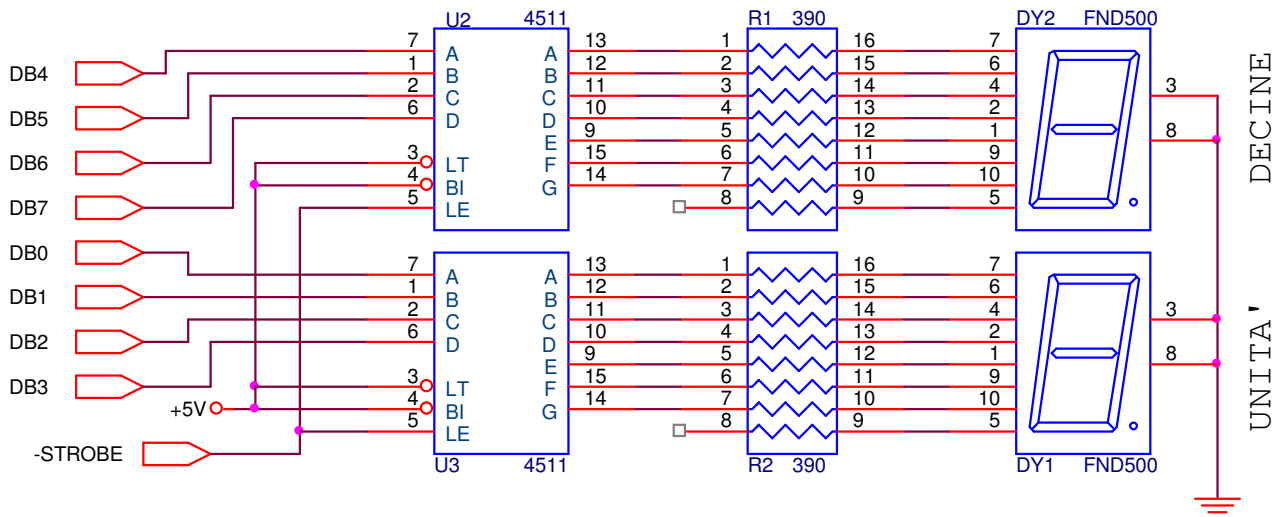 U2 4511 R1 390 DY2 FND500
DB4
DB5
DB6
DB7
7 A A 13 1 16 7
1 B B 12 2 15 6
2 C C 11 3 14 4 3
6 D D 10 4 13 2
E 9 5 12 1 8
3 LT F 15 6 11 9
4 BI G 14 7 10 10
5 LE 8 9 5
DECINE
DB0
DB1
DB2
DB3
+5V
-STROBE
7 A A 13 1 16 7
1 B B 12 2 15 6
2 C C 11 3 14 4 3
6 D D 10 4 13 2
E 9 5 12 1 8
3 LT F 15 6 11 9
4 BI G 14 7 10 10
5 LE 8 9 5
UNITA'
U3 4511 R2 390 DY1 FND500